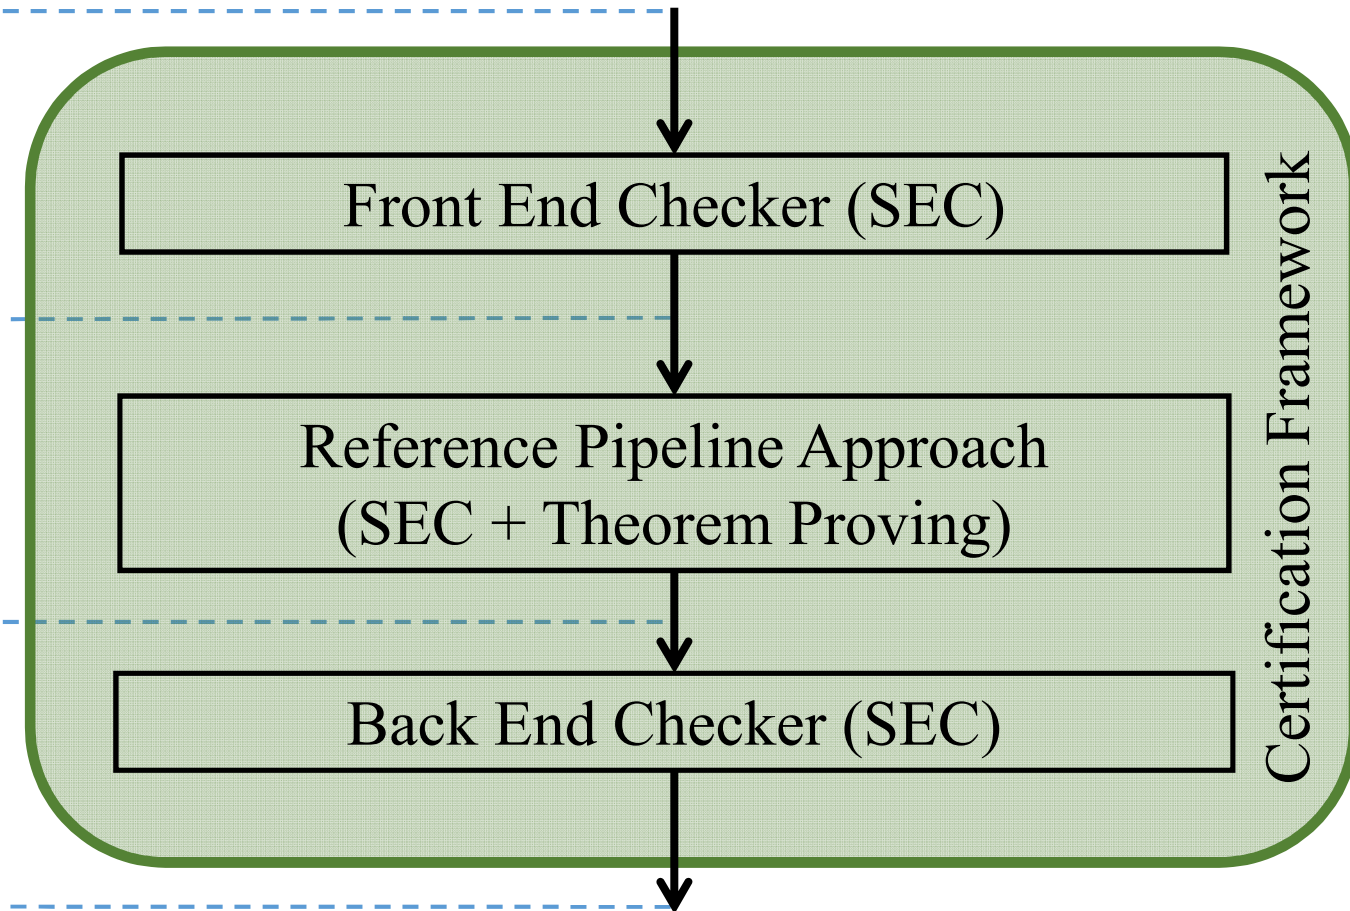 Front End Checker (SEC)
Reference Pipeline Approach
(SEC + Theorem Proving)
Back End Checker (SEC)
Certification Framework